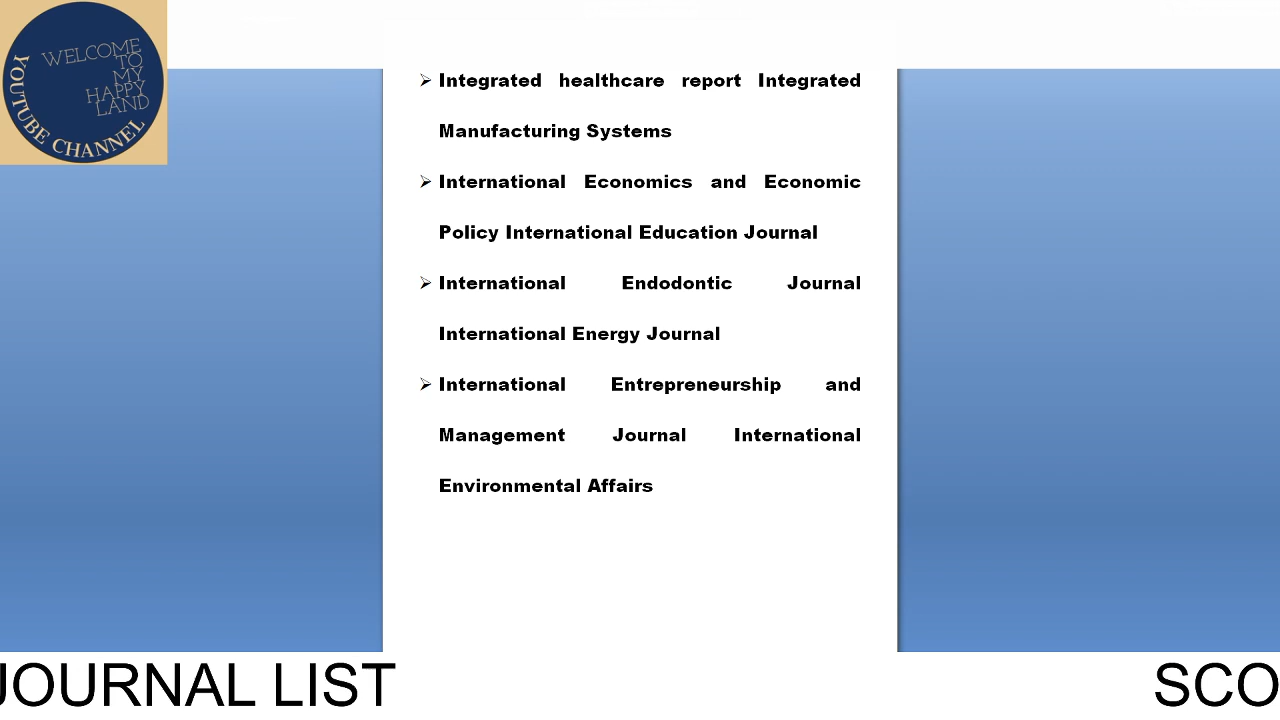 WELCOME
TO
MY
HAPPY
LAND
YOUTUBE CHANNEL
➢ Integrated healthcare report Integrated
Manufacturing Systems
➢ International Economics and Economic
Policy International Education Journal
➢ International Endodontic Journal
International Energy Journal
➢ International Entrepreneurship and
Management Journal International
Environmental Affairs
JOURNAL LIST
SCO